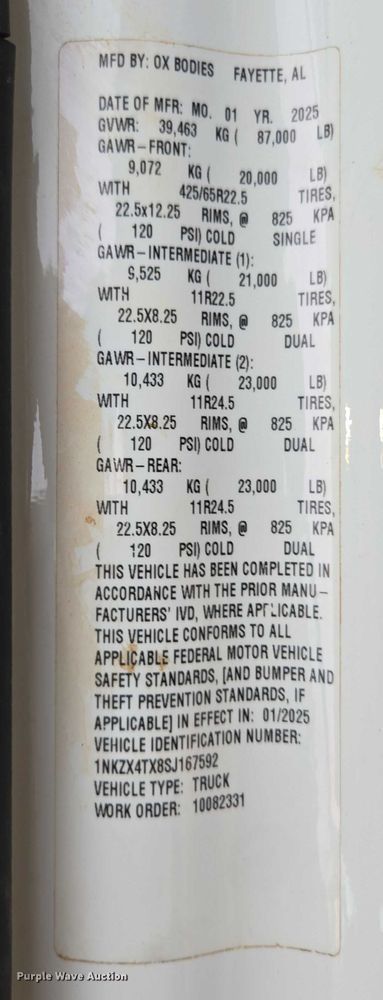 MFD BY: OX BODIES FAYETTE, AL
DATE OF MFR: MO. 01 YR. 2025
GVWR: 39,463 KG ( 87,000 LB)
GAWR-FRONT:
9,072 KG ( 20,000 LB)
WITH 425/65R22.5 TIRES,
22.5x12.25 RIMS, @ 825 KPA
( 120 PSI) COLD SINGLE
GAWR-INTERMEDIATE (1):
9,525 KG ( 21,000 LB)
WITH 11R22.5 TIRES,
22.5X8.25 RIMS, @ 825 KPA
( 120 PSI) COLD DUAL
GAWR-INTERMEDIATE (2):
10,433 KG ( 23,000 LB)
WITH 11R24.5 TIRES,
22.5X8.25 RIMS, @ 825 KPA
( 120 PSI) COLD DUAL
GAWR-REAR:
10,433 KG ( 23,000 LB)
WITH 11R24.5 TIRES,
22.5X8.25 RIMS, @ 825 KPA
( 120 PSI) COLD DUAL
THIS VEHICLE HAS BEEN COMPLETED IN
ACCORDANCE WITH THE PRIOR MANU-
FACTURERS' IVD, WHERE APPLICABLE.
THIS VEHICLE CONFORMS TO ALL
APPLICABLE FEDERAL MOTOR VEHICLE
SAFETY STANDARDS, [AND BUMPER AND
THEFT PREVENTION STANDARDS, IF
APPLICABLE] IN EFFECT IN: 01/2025
VEHICLE IDENTIFICATION NUMBER:
1NKZX4TX8SJ167592
VEHICLE TYPE: TRUCK
WORK ORDER: 10082331
Purple Wave Auction